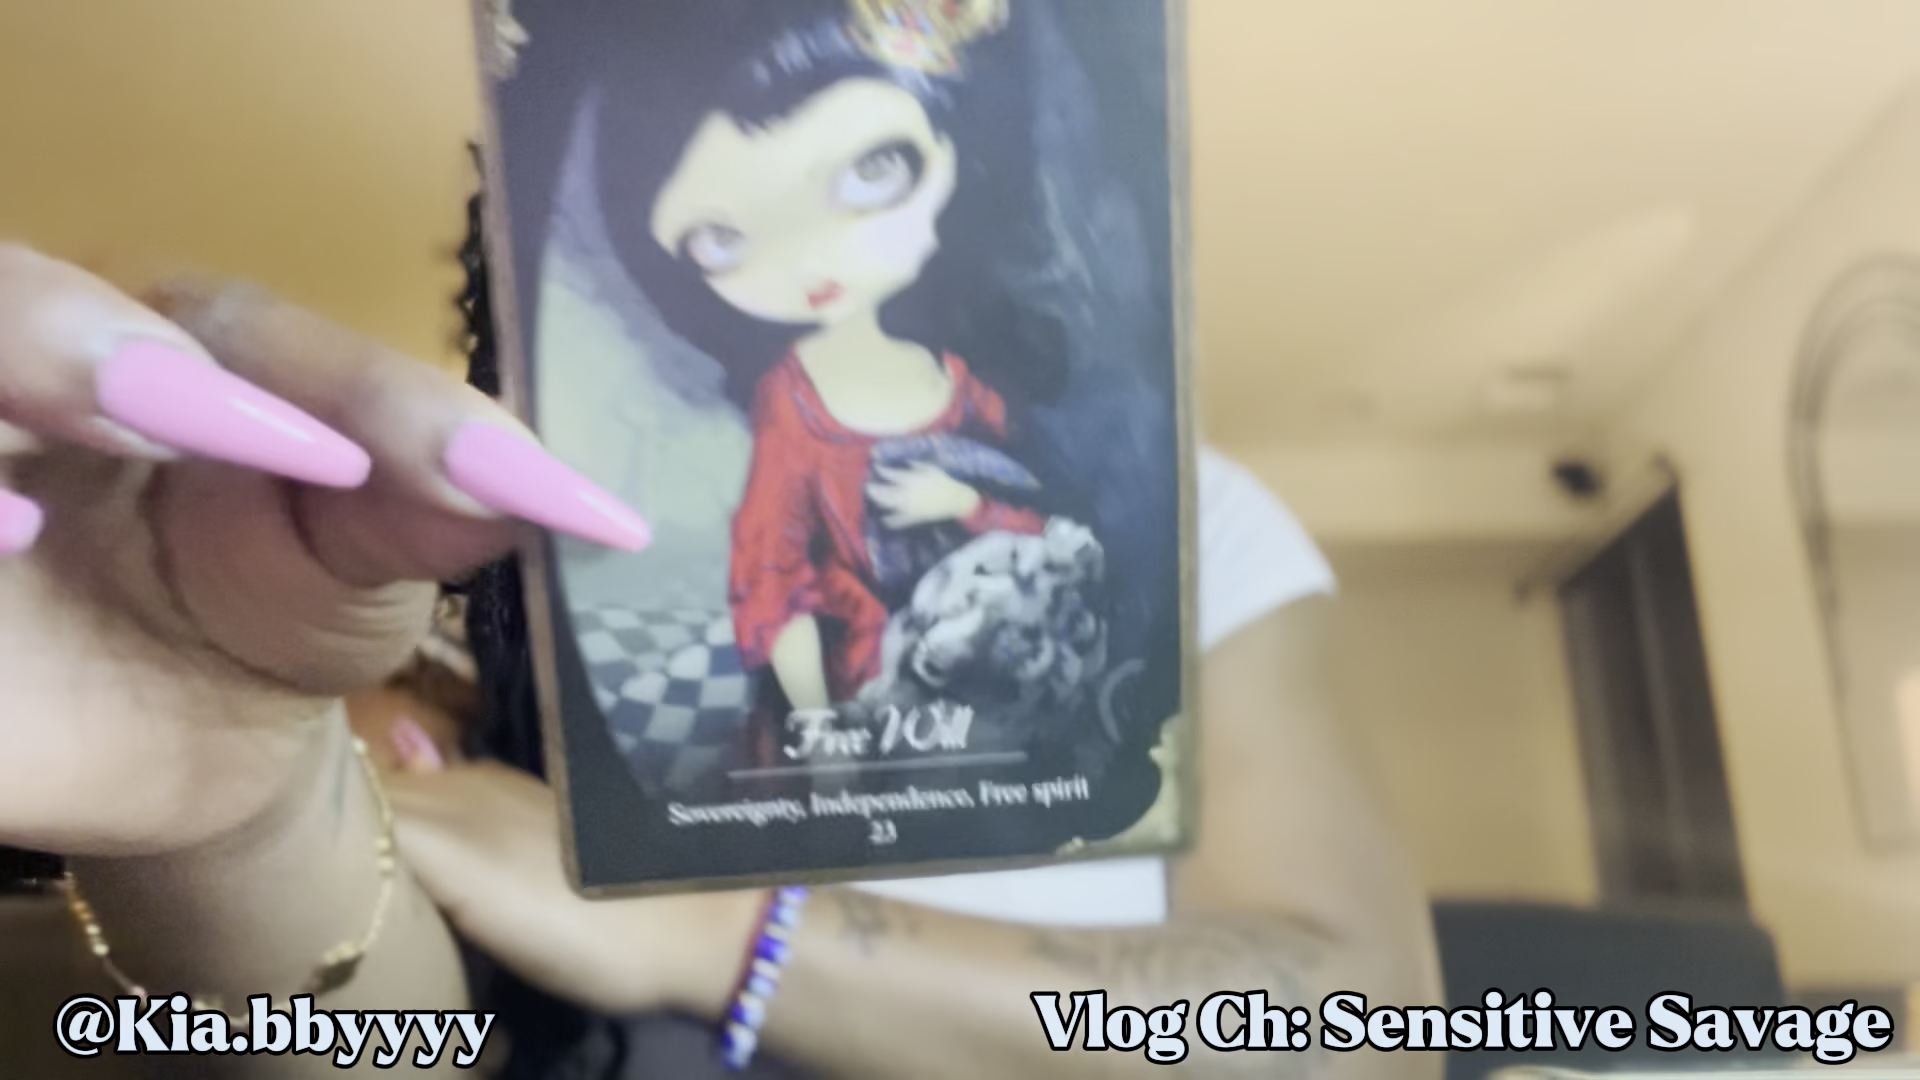 Free Will
Sovereignty, Independence, Free spirit
23
@Kia.bbyyyy
Vlog Ch: Sensitive Savage